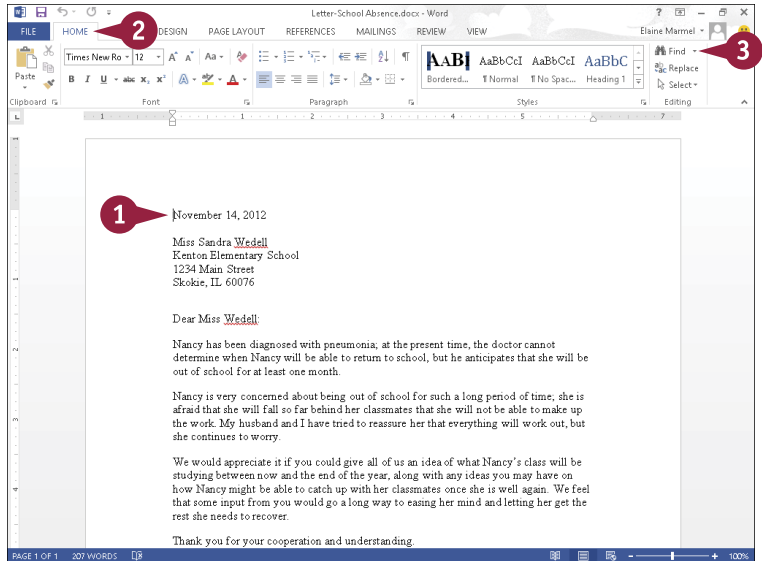 Letter-School Absence.docx - Word
FILE HOME DESIGN PAGE LAYOUT REFERENCES MAILINGS REVIEW VIEW Elaine Marmel
2
3
Times New Ro 12 Aa
Paste
B I U abc x₂ x² A A
AaBl AaBbCcI AaBbCcI AaBbC
Bordered... ¶ Normal ¶ No Spac... Heading 1
Find
Replace
Select
Clipboard Font Paragraph Styles Editing
1 1 2 3 4 5 7
1
November 14, 2012
Miss Sandra Wedell
Kenton Elementary School
1234 Main Street
Skokie, IL 60076
Dear Miss Wedell:
Nancy has been diagnosed with pneumonia; at the present time, the doctor cannot
determine when Nancy will be able to return to school, but he anticipates that she will be
out of school for at least one month.
Nancy is very concerned about being out of school for such a long period of time; she is
afraid that she will fall so far behind her classmates that she will not be able to make up
the work. My husband and I have tried to reassure her that everything will work out, but
she continues to worry.
We would appreciate it if you could give all of us an idea of what Nancy's class will be
studying between now and the end of the year, along with any ideas you may have on
how Nancy might be able to catch up with her classmates once she is well again. We feel
that some input from you would go a long way to easing her mind and letting her get the
rest she needs to recover.
Thank you for your cooperation and understanding.
PAGE 1 OF 1 207 WORDS 100%